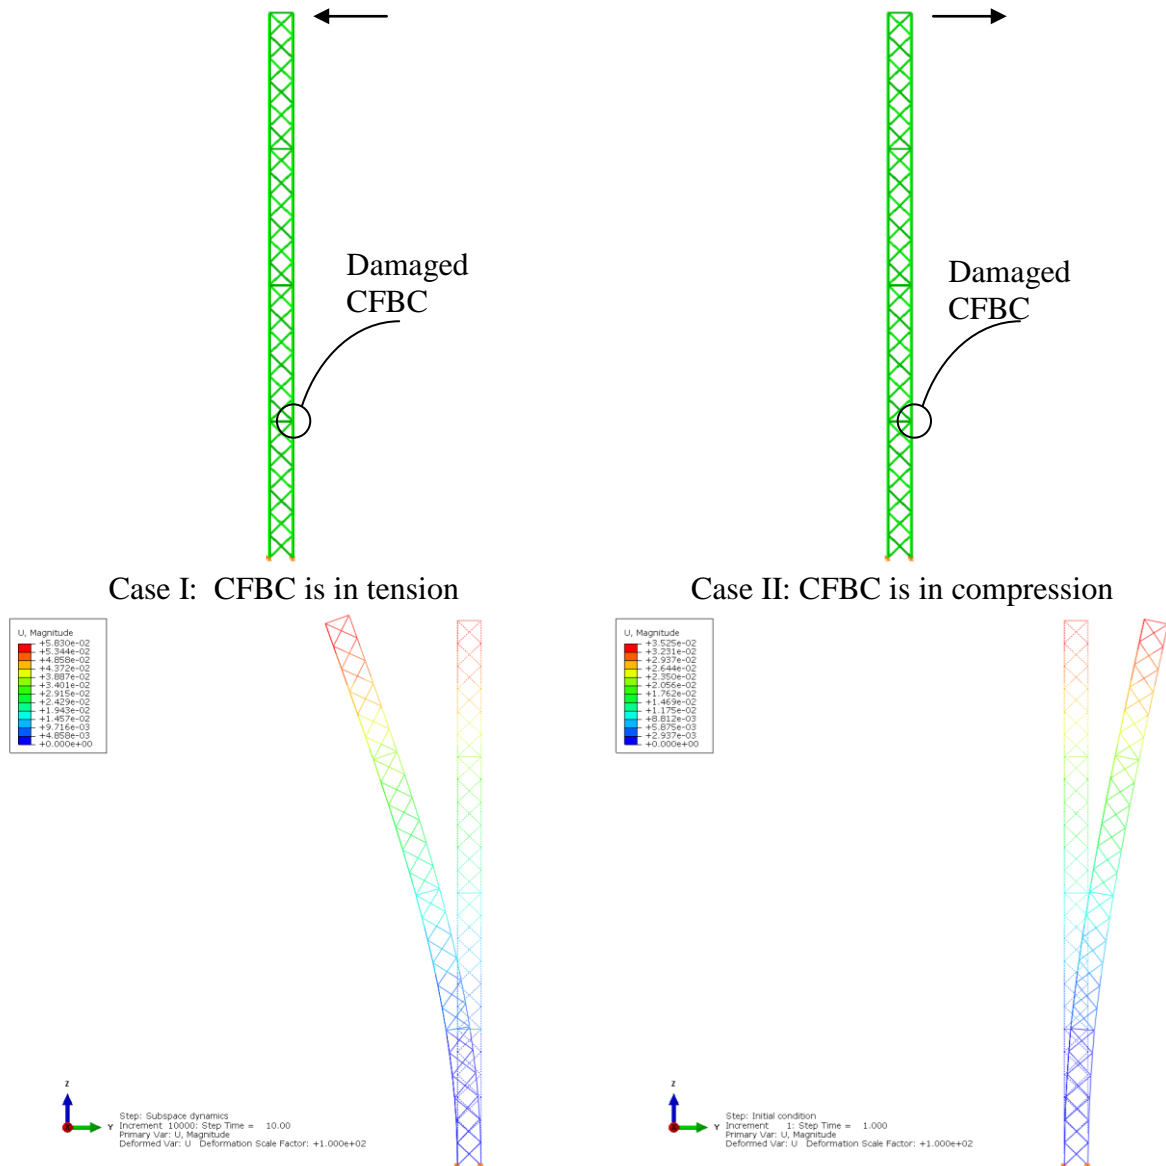 Damaged
CFBC
Damaged
CFBC
Case I:  CFBC is in tension
Case II: CFBC is in compression
U, Magnitude
+5.830e-02
+5.344e-02
+4.858e-02
+4.372e-02
+3.887e-02
+3.401e-02
+2.915e-02
+2.429e-02
+1.943e-02
+1.457e-02
+9.716e-03
+4.858e-03
+0.000e+00
U, Magnitude
+3.525e-02
+3.231e-02
+2.937e-02
+2.644e-02
+2.350e-02
+2.056e-02
+1.762e-02
+1.469e-02
+1.175e-02
+8.812e-03
+5.875e-03
+2.937e-03
+0.000e+00
Z
Y
X
Step: Subspace dynamics
Increment 10000: Step Time = 10.00
Primary Var: U, Magnitude
Deformed Var: U Deformation Scale Factor: +1.000e+02
Z
Y
X
Step: Initial condition
Increment 1: Step Time = 1.000
Primary Var: U, Magnitude
Deformed Var: U Deformation Scale Factor: +1.000e+02